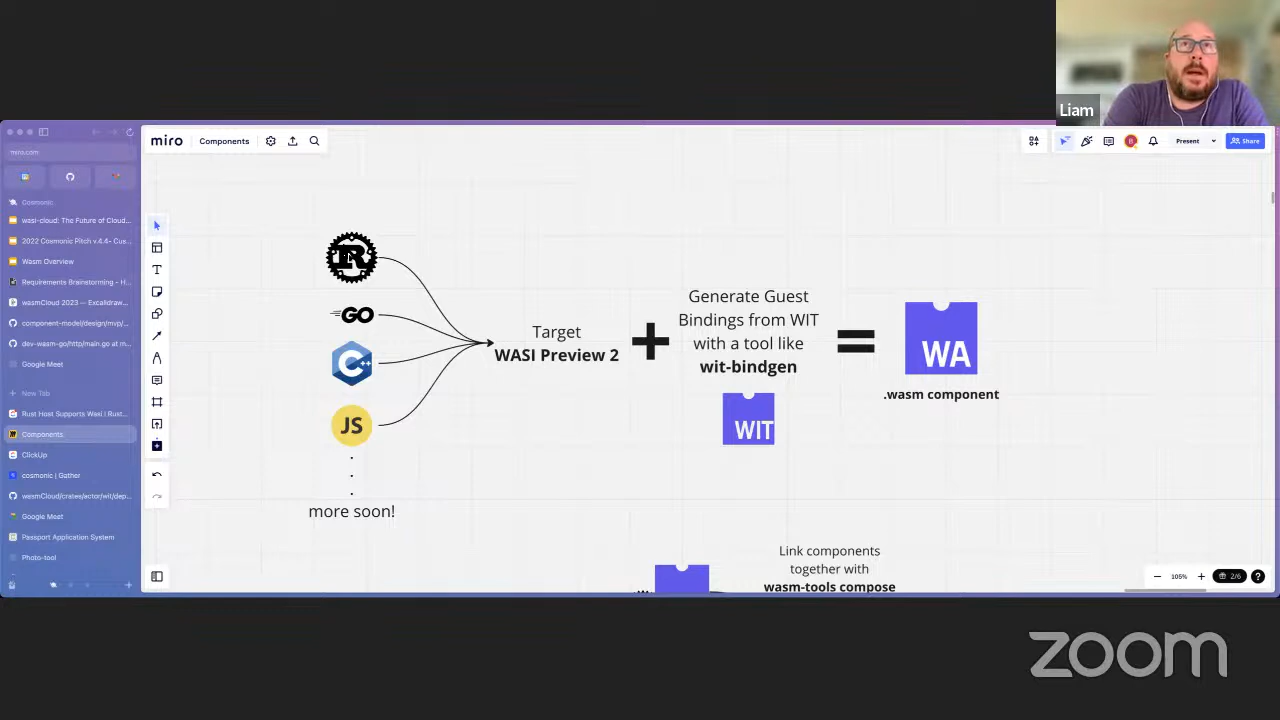 Liam
miro
Components
Present
Share
miro.com
Cosmonic
wasi-cloud: The Future of Cloud...
2022 Cosmonic Pitch v.4.4- Cus...
Wasm Overview
Requirements Brainstorming - H...
wasmCloud 2023 — Excalidraw...
component-model/design/mvp/...
dev-wasm-go/http/main.go at m...
Google Meet
New Tab
Rust Host Supports Wasi | Rust...
Components
ClickUp
cosmonic | Gather
wasmCloud/crates/actor/wit/dep...
Google Meet
Passport Application System
Photo-tool
R
GO
C++
JS
.
.
.
more soon!
Target
WASI Preview 2
+
Generate Guest
Bindings from WIT
with a tool like
wit-bindgen
WIT
=
WA
.wasm component
Link components
together with
wasm-tools compose
105%
2/6
?
zoom